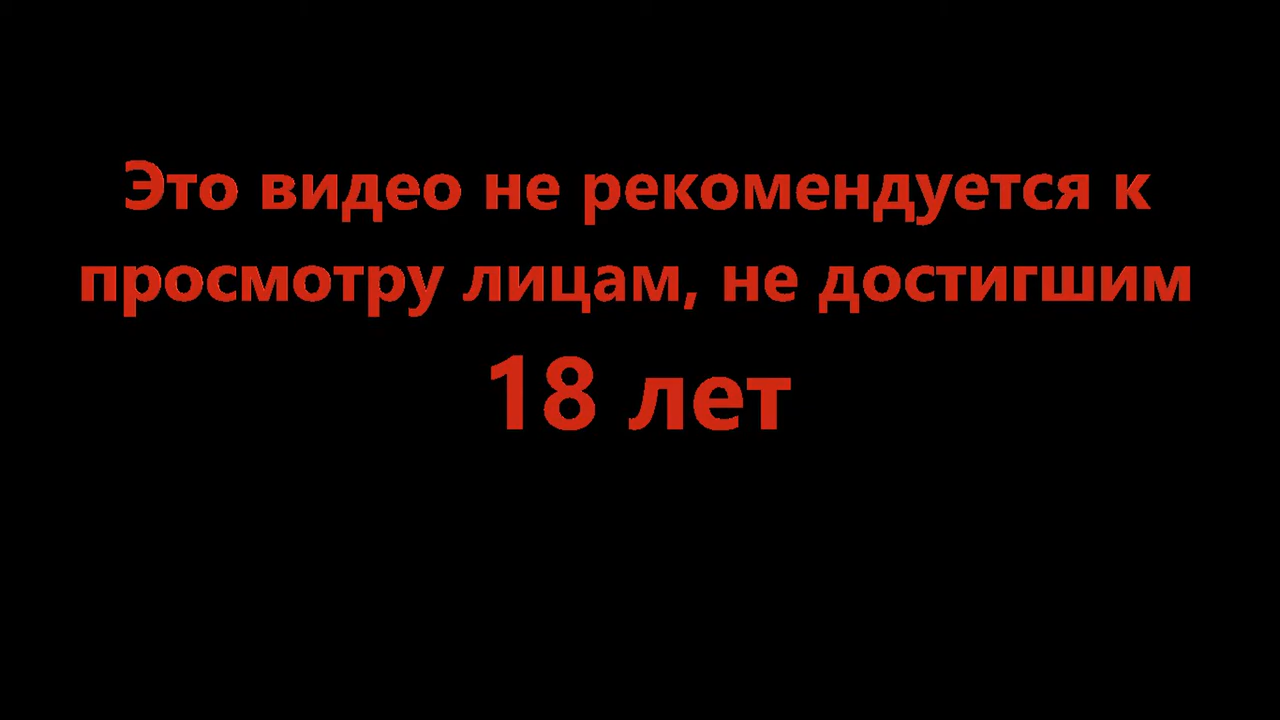 Это видео не рекомендуется к
просмотру лицам, не достигшим
18 лет